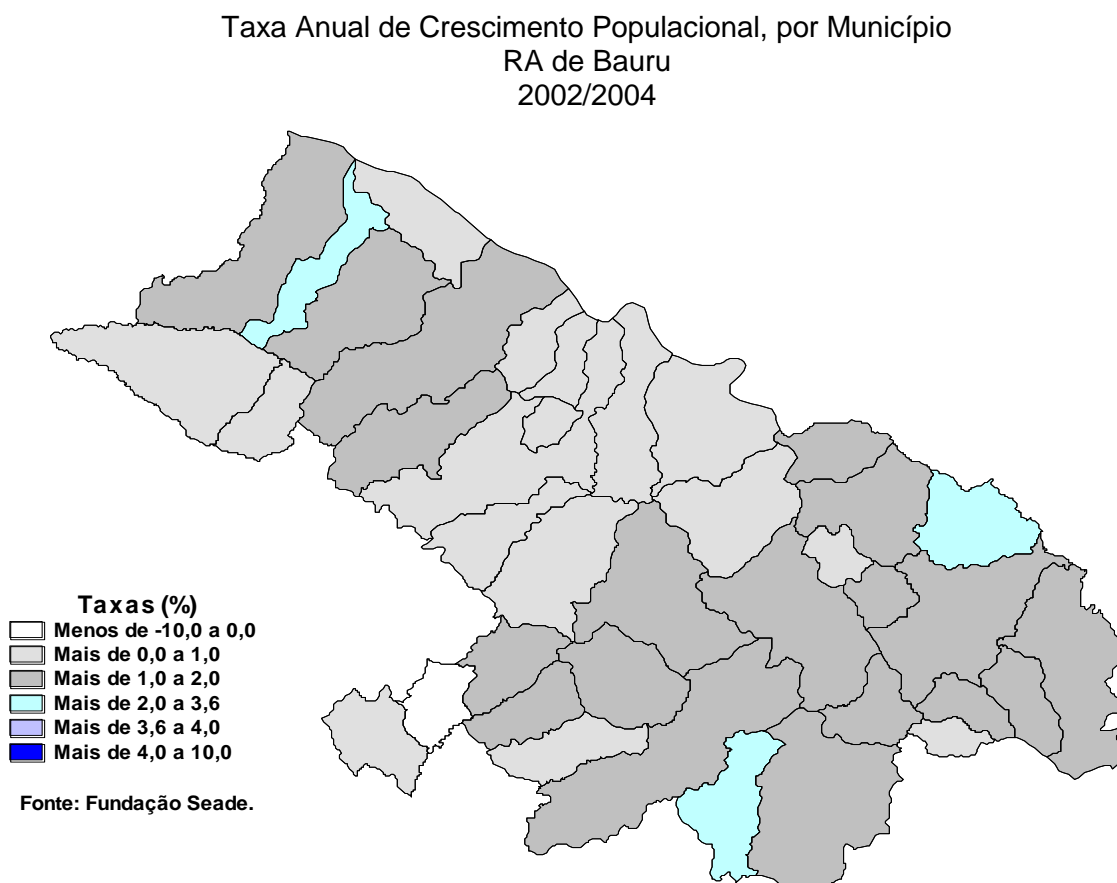 Taxa Anual de Crescimento Populacional, por Município
RA de Bauru
2002/2004
Taxas (%)
Menos de -10,0 a 0,0
Mais de 0,0 a 1,0
Mais de 1,0 a 2,0
Mais de 2,0 a 3,6
Mais de 3,6 a 4,0
Mais de 4,0 a 10,0
Fonte: Fundação Seade.